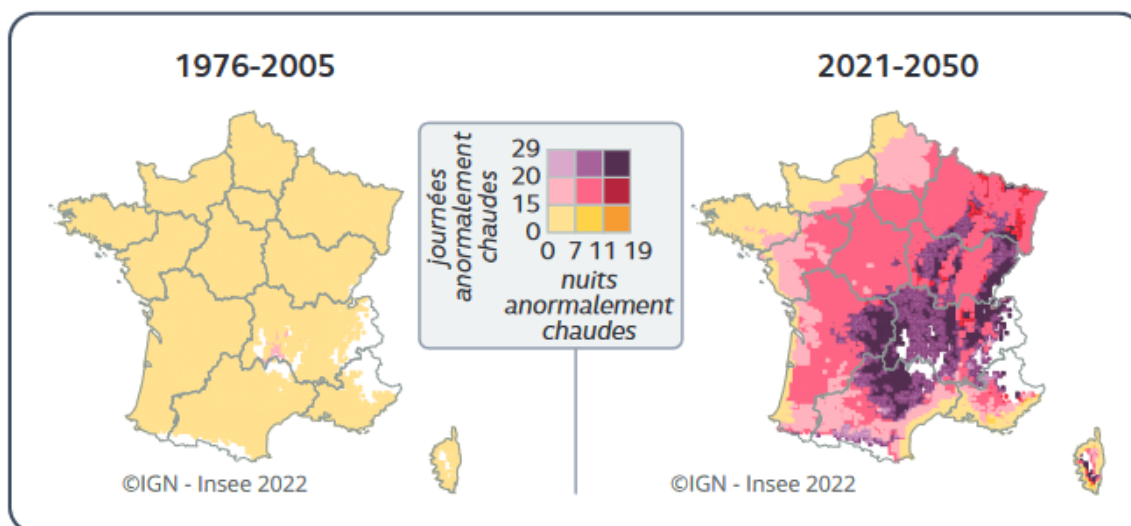 1976-2005
2021-2050
journées
anormalement
chaudes
29
20
15
0
0 7 11 19
nuits
anormalement
chaudes
©IGN - Insee 2022
©IGN - Insee 2022